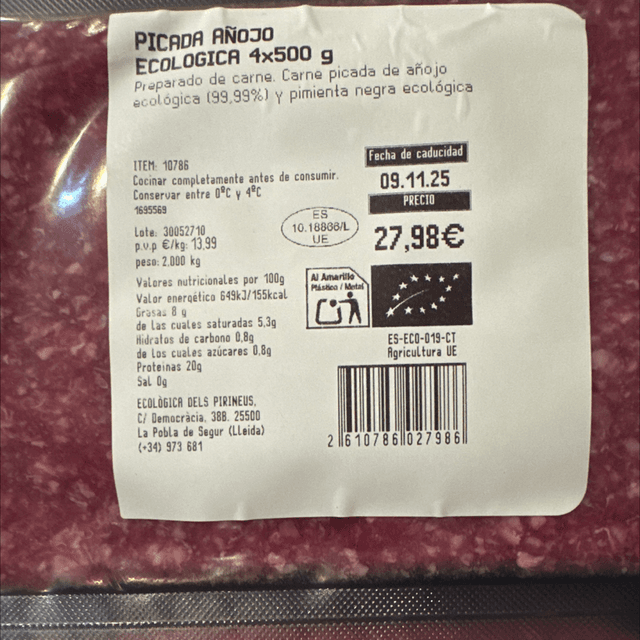 PICADA AÑOJO
ECOLOGICA 4x500 g
Preparado de carne. Carne picada de añojo
ecológica (99,99%) y pimienta negra ecológica
ITEM: 10786
Cocinar completamente antes de consumir.
Conservar entre 0ºC y 4ºC
1695569
Lote: 30052710
p.v.p €/kg: 13,99
peso: 2,000 kg
Valores nutricionales por 100g
Valor energético 649kJ/155kcal
Grasas 8 g
de las cuales saturadas 5,3g
Hidratos de carbono 0,8g
de los cuales azúcares 0,8g
Proteinas 20g
Sal 0g
ECOLÒGICA DELS PIRINEUS,
C/ Democràcia, 38B. 25500
La Pobla de Segur (Lleida)
(+34) 973 681
Fecha de caducidad
09.11.25
PRECIO
27,98€
ES
10.18866/L
UE
Al Amarillo
Plástico / Metal
ES-ECO-019-CT
Agricultura UE
2 610786 027986